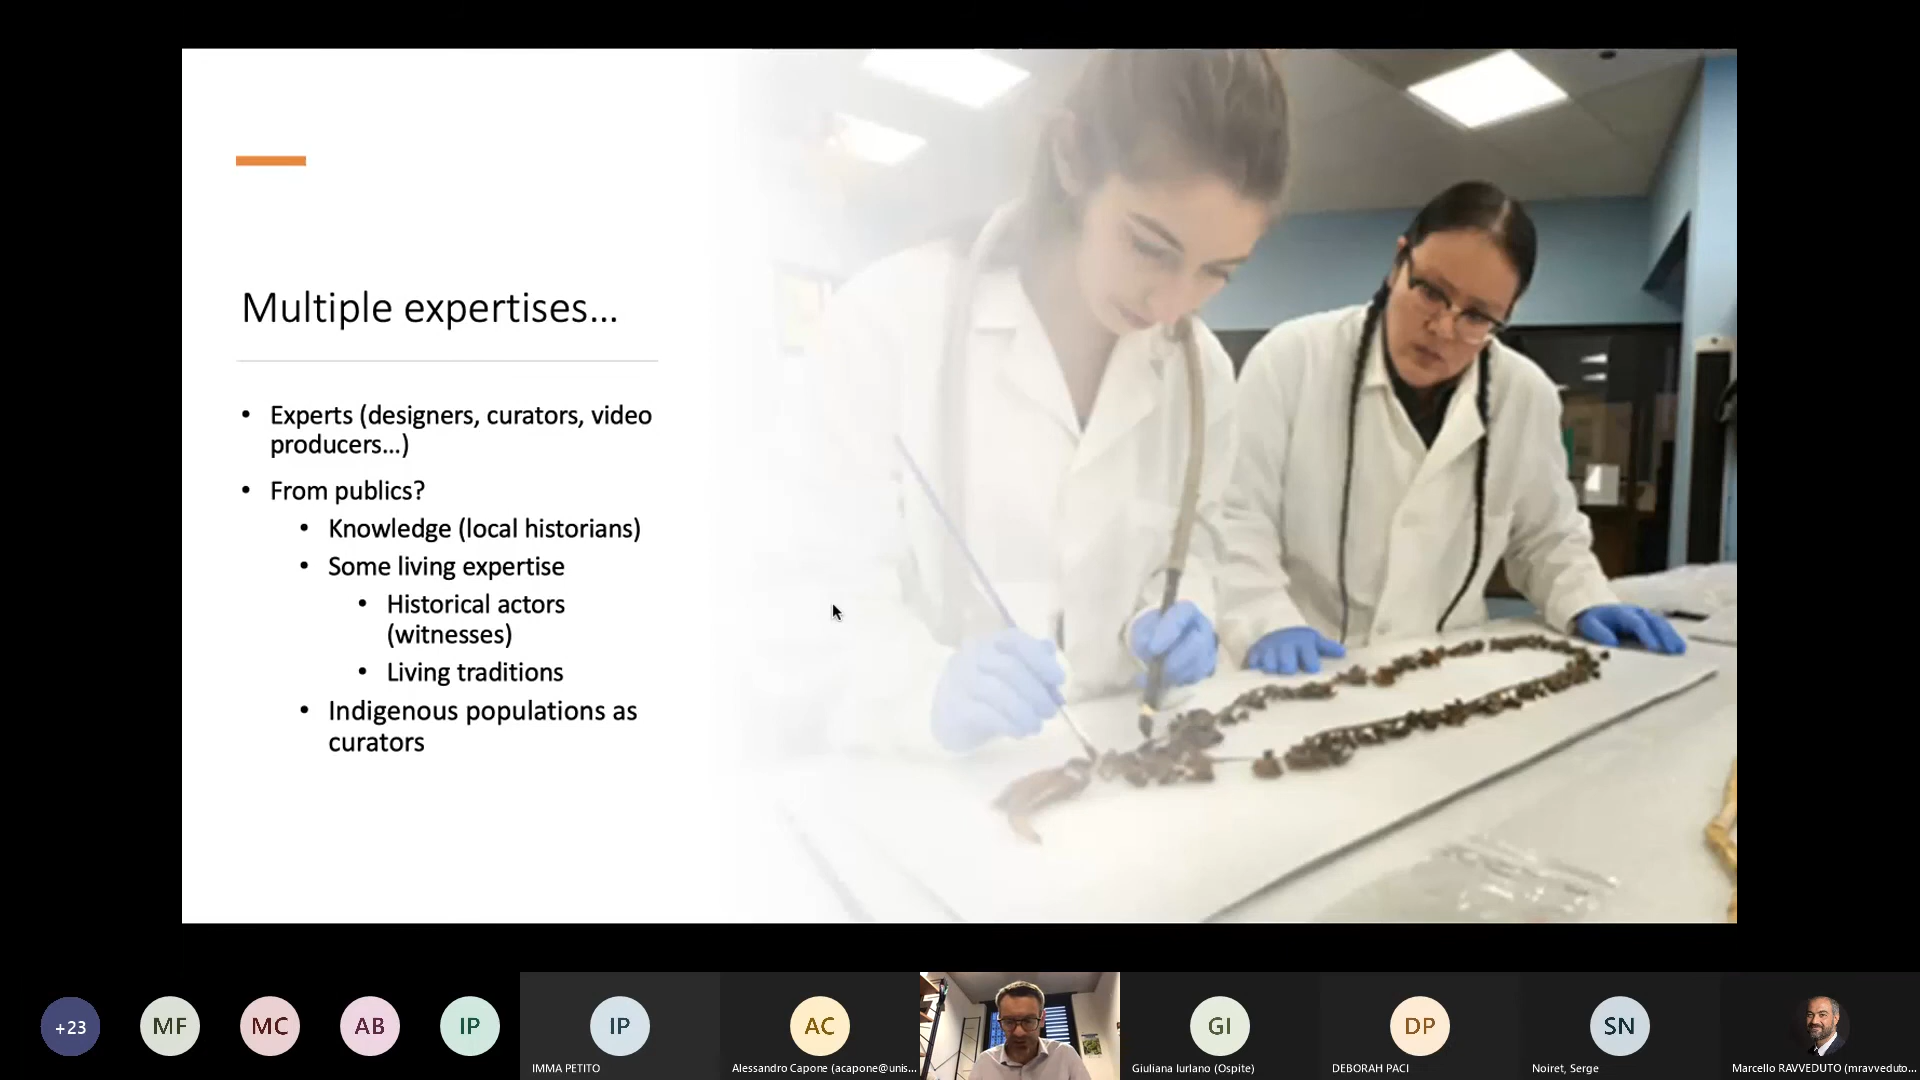 Multiple expertises...
• Experts (designers, curators, video
producers...)
• From publics?
• Knowledge (local historians)
• Some living expertise
• Historical actors
(witnesses)
• Living traditions
• Indigenous populations as
curators
+23
MF
MC
AB
IP
IP
AC
GI
DP
SN
IMMA PETITO
Alessandro Capone (acapone@unis...
Giuliana Iurlano (Ospite)
DEBORAH PACI
Noiret, Serge
Marcello RAVVEDUTO (mravveduto...